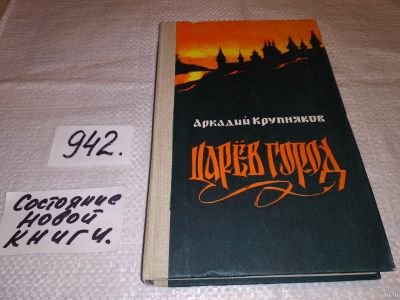 Аркадий Крупняков
ЦАРЁВ ГОРОД
942.
Состояние
новой
книги.